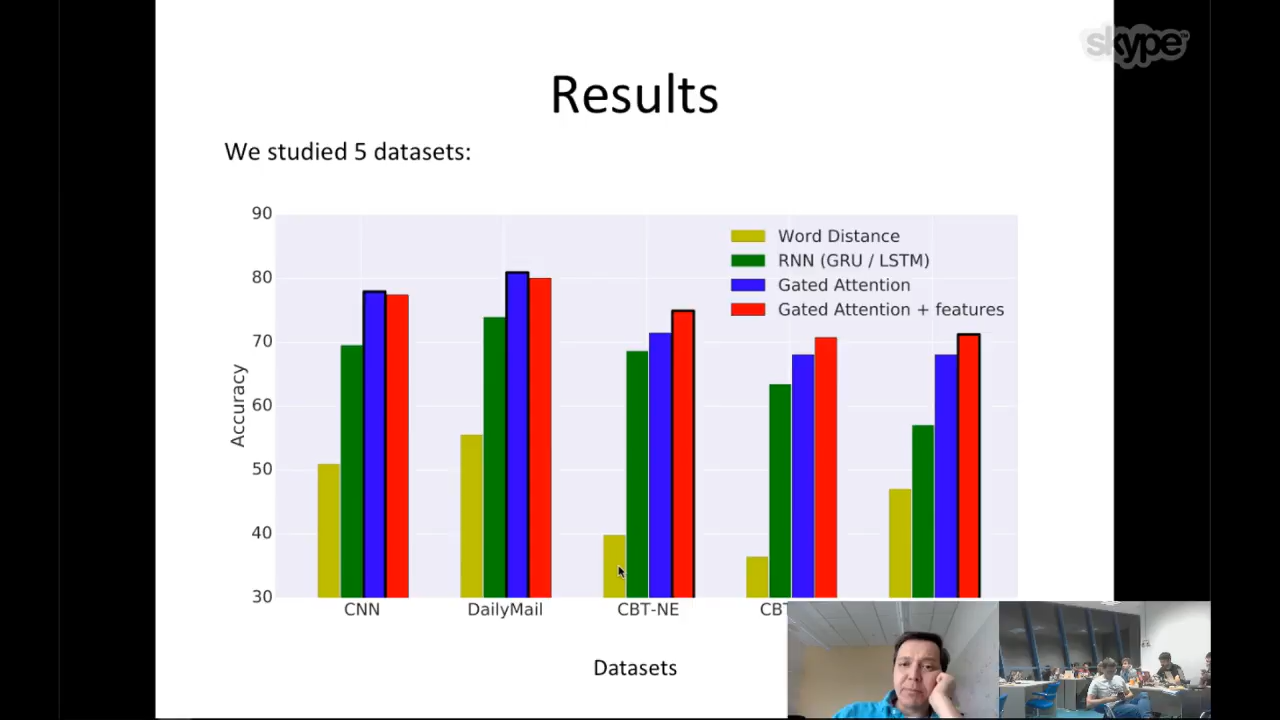 skype
Results
We studied 5 datasets:
90
80
70
60
50
40
30
Accuracy
Word Distance
RNN (GRU / LSTM)
Gated Attention
Gated Attention + features
CNN
DailyMail
CBT-NE
Datasets